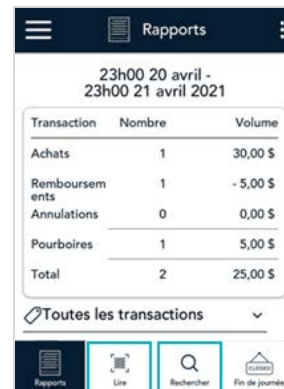 Rapports
23h00 20 avril -
23h00 21 avril 2021
Transaction Nombre Volume
Achats 1 30,00 $
Remboursem
ents 1 - 5,00 $
Annulations 0 0,00 $
Pourboires 1 5,00 $
Total 2 25,00 $
Toutes les transactions
Rapports Lire Rechercher CLOSED Fin de journée